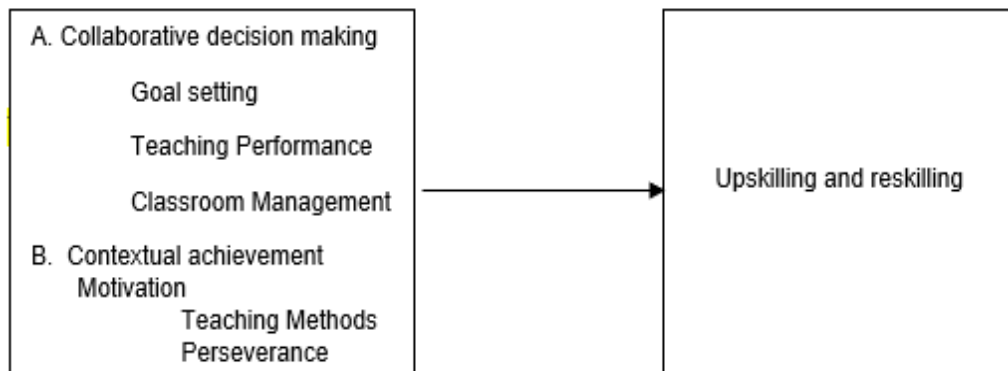 A. Collaborative decision making
Goal setting
Teaching Performance
Classroom Management
B. Contextual achievement
Motivation
Teaching Methods
Perseverance
Upskilling and reskilling